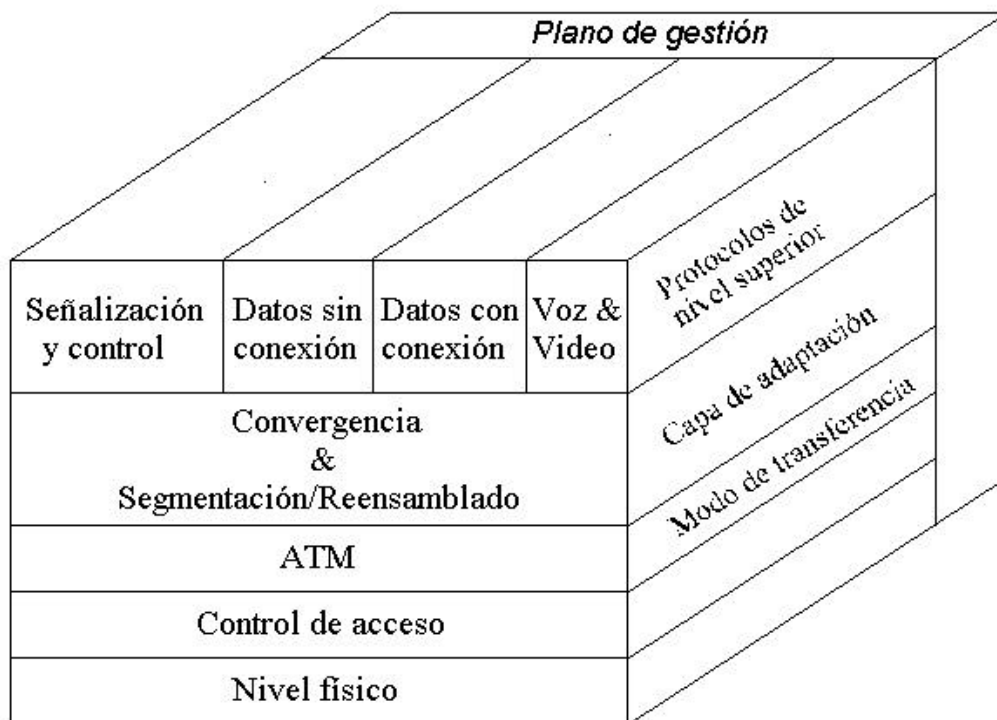 Plano de gestión
Señalización
y control
Datos sin
conexión
Datos con
conexión
Voz &
Video
Protocolos de
nivel superior
Convergencia
&
Segmentación/Reensamblado
Capa de adaptación
ATM
Modo de transferencia
Control de acceso
Nivel físico